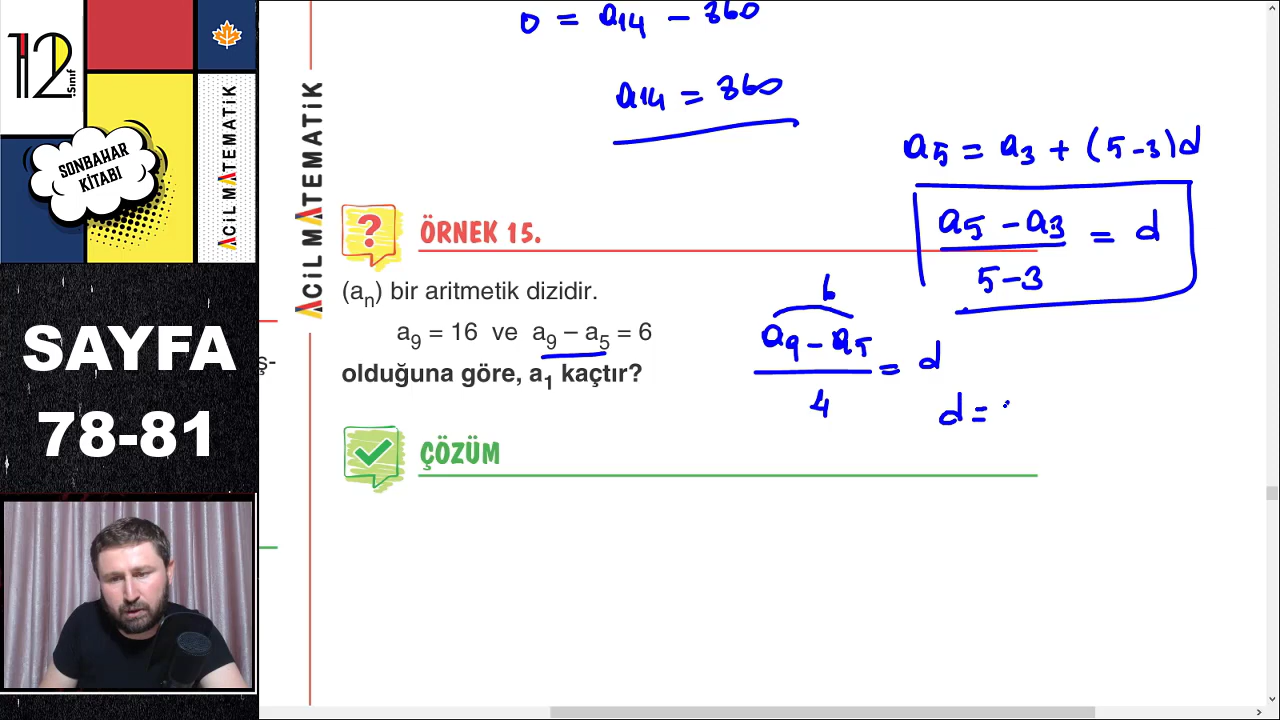 12
.Sınıf
SONBAHAR
KİTABI
ACİL MATEMATİK
SAYFA
78-81
ACİL MATEMATİK
0 = a14 - 360
a14 = 360
a5 = a3 + (5-3)d
a5 - a3 = d
5-3
ÖRNEK 15.
(an) bir aritmetik dizidir.
a9 = 16 ve a9 – a5 = 6
olduğuna göre, a1 kaçtır?
6
a9 - a5 = d
4
d =
ÇÖZÜM
ş-